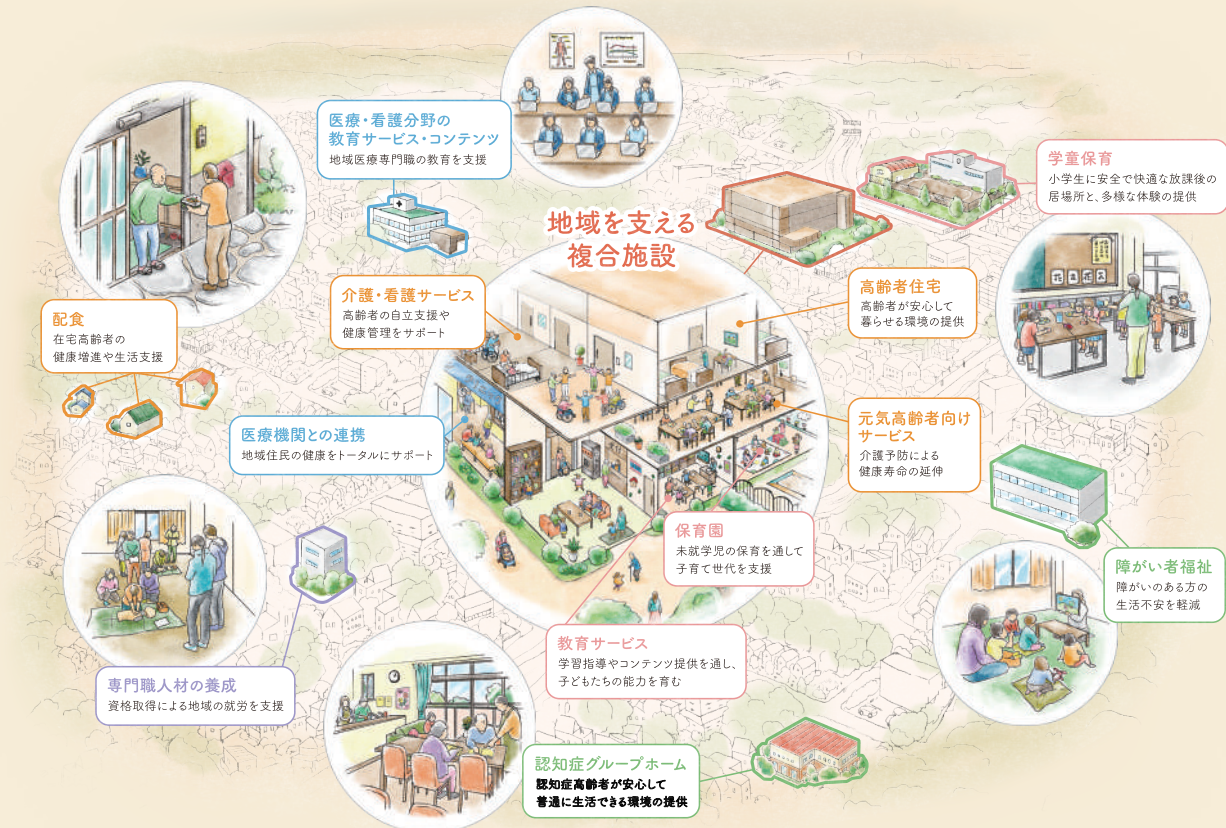 医療・看護分野の
教育サービス・コンテンツ
地域医療専門職の教育を支援
学童保育
小学生に安全で快適な放課後の
居場所と、多様な体験の提供
地域を支える
複合施設
介護・看護サービス
高齢者の自立支援や
健康管理をサポート
高齢者住宅
高齢者が安心して
暮らせる環境の提供
配食
在宅高齢者の
健康増進や生活支援
医療機関との連携
地域住民の健康をトータルにサポート
元気高齢者向け
サービス
介護予防による
健康寿命の延伸
保育園
未就学児の保育を通して
子育て世代を支援
障がい者福祉
障がいのある方の
生活不安を軽減
教育サービス
学習指導やコンテンツ提供を通し、
子どもたちの能力を育む
専門職人材の養成
資格取得による地域の就労を支援
認知症グループホーム
認知症高齢者が安心して
普通に生活できる環境の提供